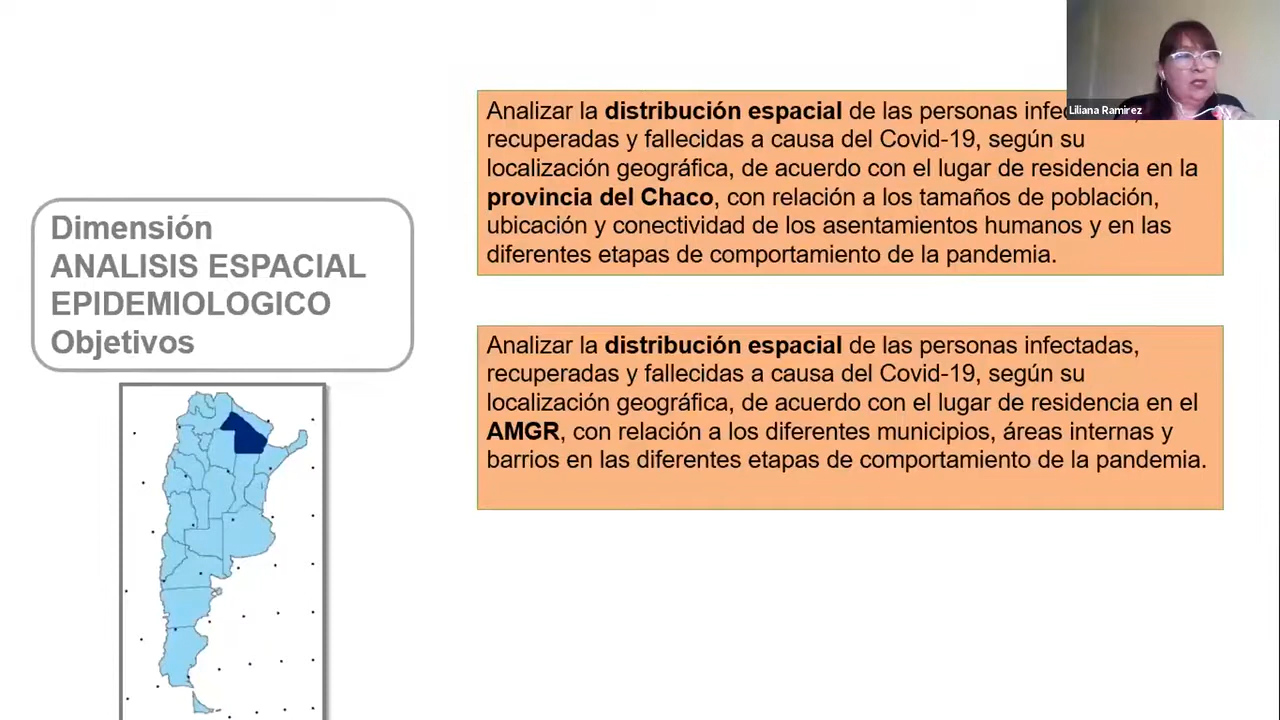 Liliana Ramirez
Analizar la distribución espacial de las personas
recuperadas y fallecidas a causa del Covid-19, según su
localización geográfica, de acuerdo con el lugar de residencia en la
provincia del Chaco, con relación a los tamaños de población,
ubicación y conectividad de los asentamientos humanos y en las
diferentes etapas de comportamiento de la pandemia.
Dimensión
ANALISIS ESPACIAL
EPIDEMIOLOGICO
Objetivos
Analizar la distribución espacial de las personas infectadas,
recuperadas y fallecidas a causa del Covid-19, según su
localización geográfica, de acuerdo con el lugar de residencia en el
AMGR, con relación a los diferentes municipios, áreas internas y
barrios en las diferentes etapas de comportamiento de la pandemia.